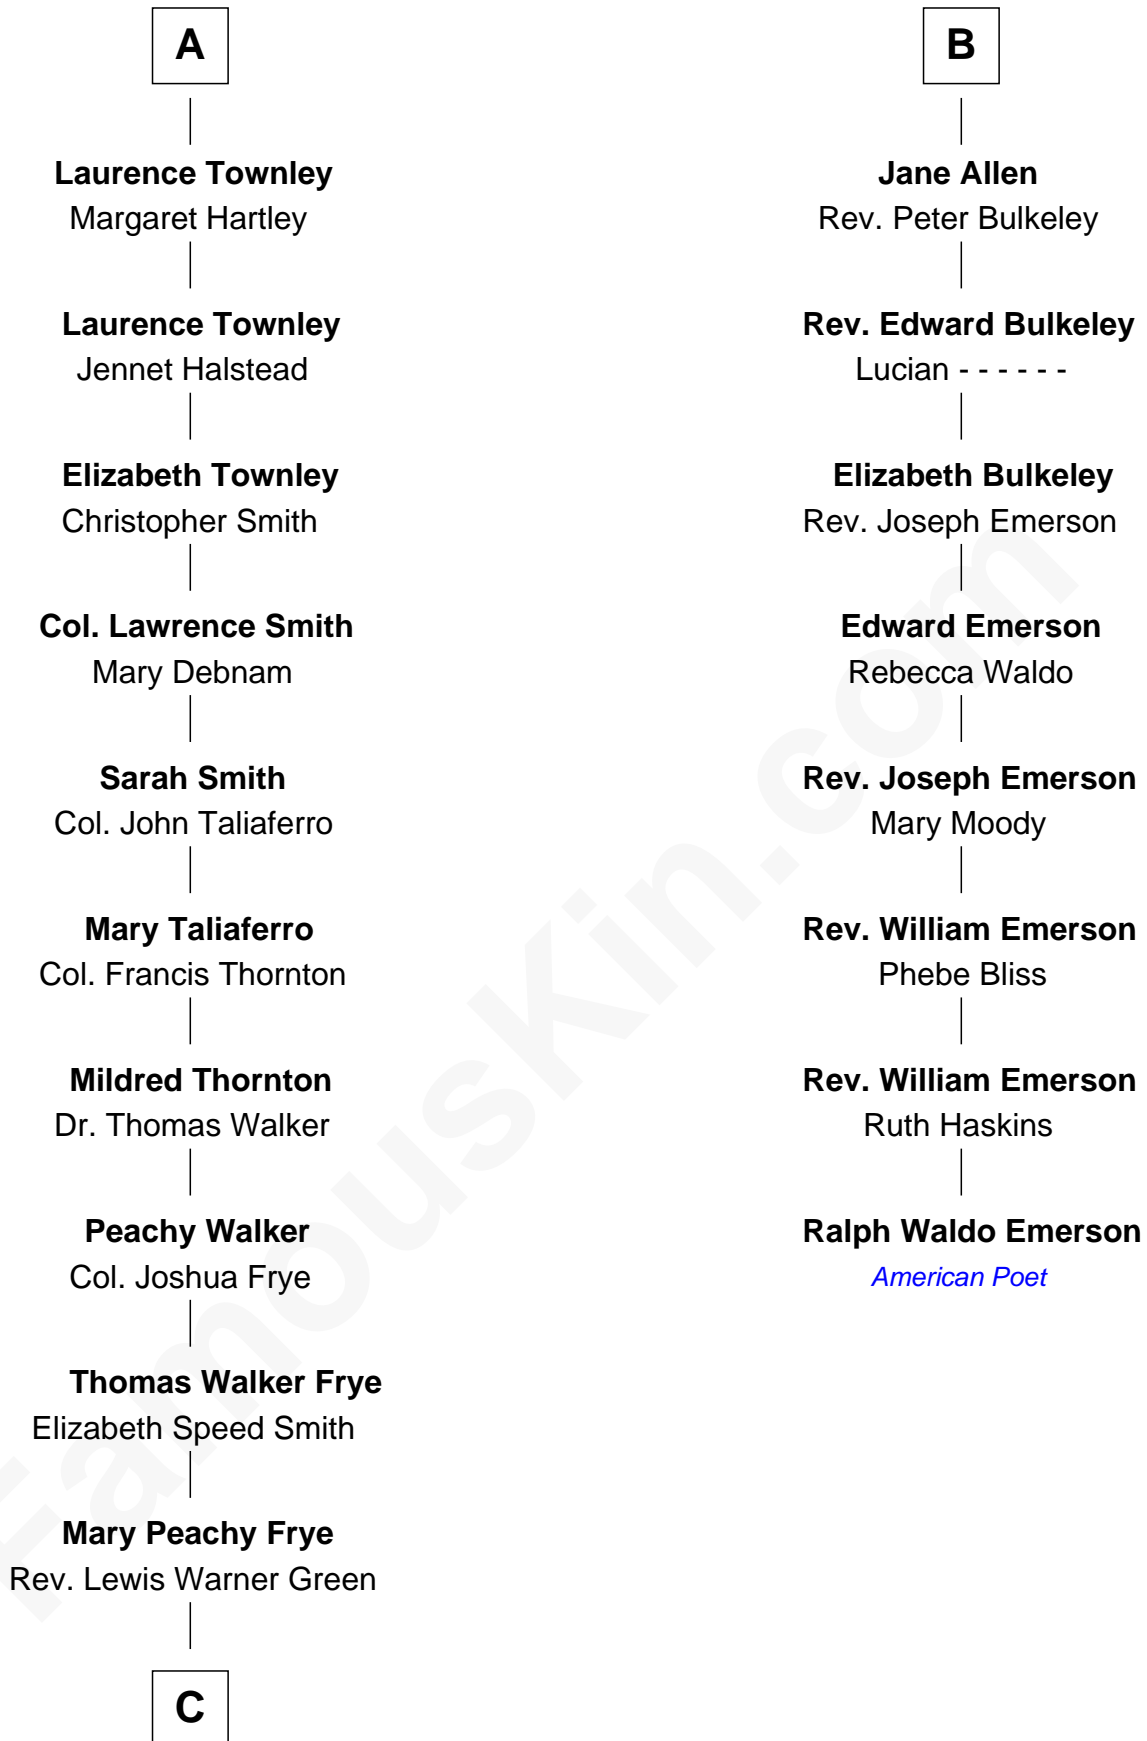 A
Laurence Townley
Margaret Hartley
Laurence Townley
Jennet Halstead
Elizabeth Townley
Christopher Smith
Col. Lawrence Smith
Mary Debnam
Sarah Smith
Col. John Taliaferro
Mary Taliaferro
Col. Francis Thornton
Mildred Thornton
Dr. Thomas Walker
Peachy Walker
Col. Joshua Frye
Thomas Walker Frye
Elizabeth Speed Smith
Mary Peachy Frye
Rev. Lewis Warner Green
C
B
Jane Allen
Rev. Peter Bulkeley
Rev. Edward Bulkeley
Lucian - - - - - -
Elizabeth Bulkeley
Rev. Joseph Emerson
Edward Emerson
Rebecca Waldo
Rev. Joseph Emerson
Mary Moody
Rev. William Emerson
Phebe Bliss
Rev. William Emerson
Ruth Haskins
Ralph Waldo Emerson
American Poet
FamousKin.com